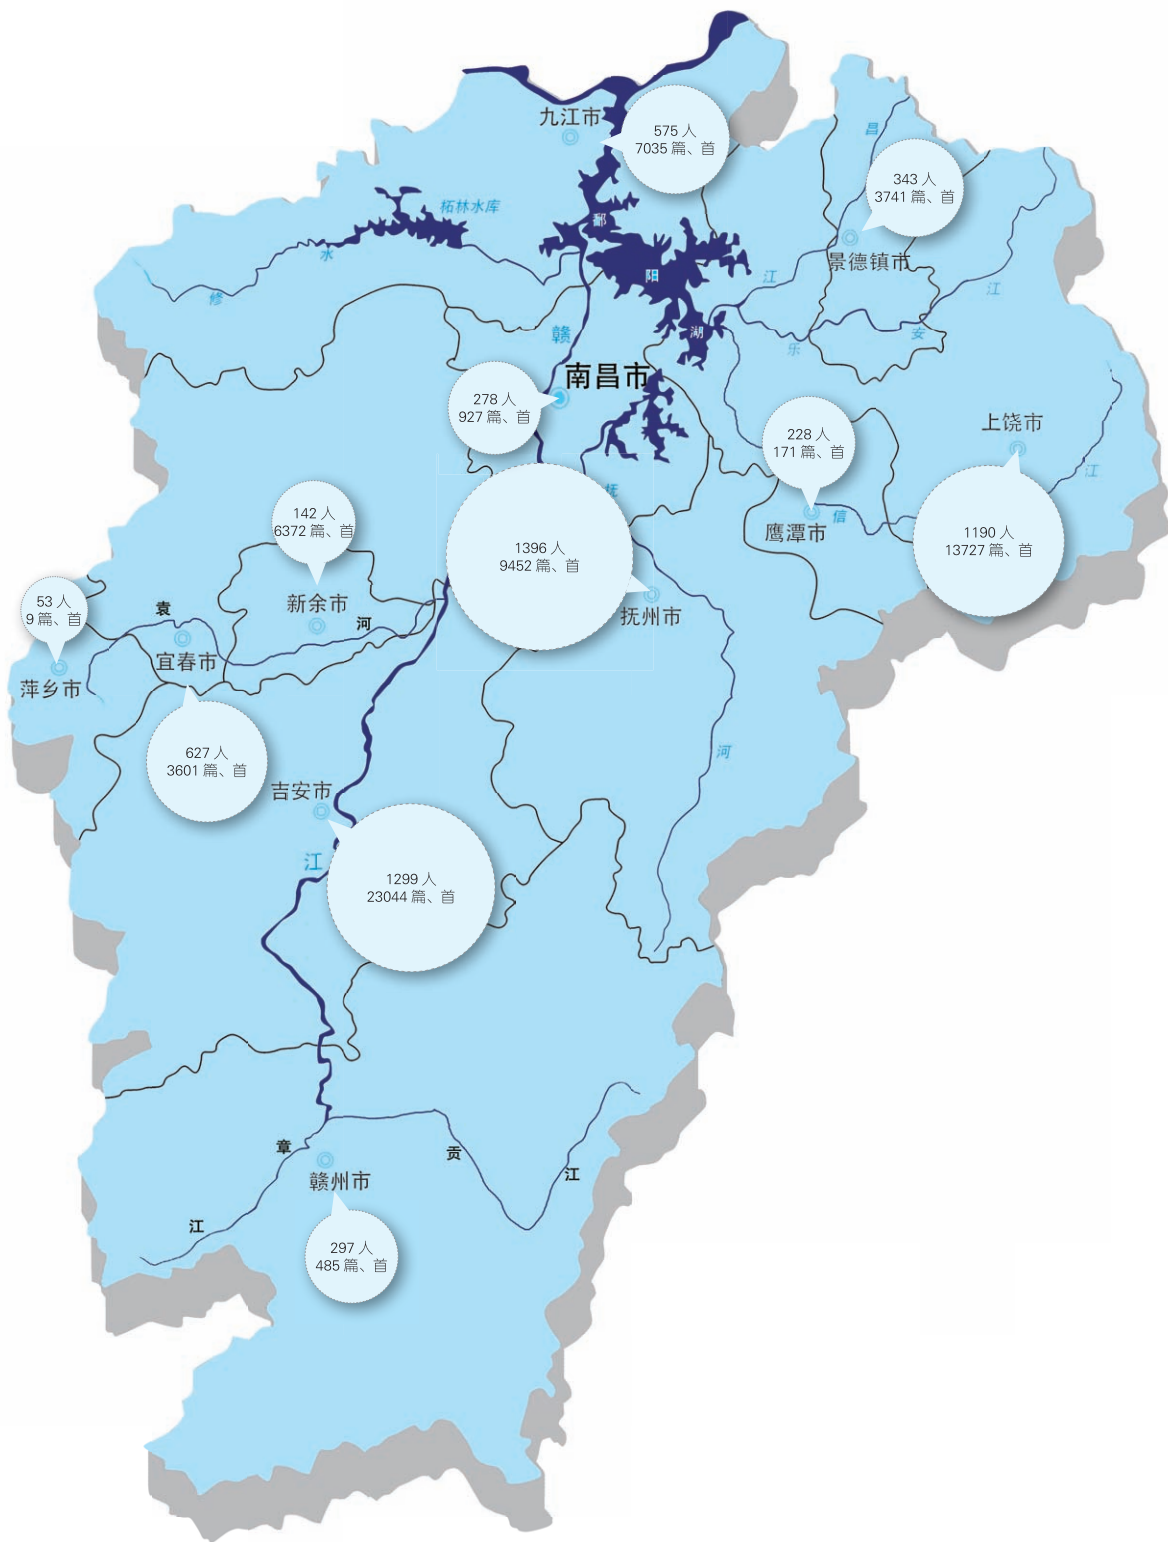 九江市
575 人
7035 篇、首
昌
343 人
3741 篇、首
柘林水库
鄱
水
修
阳
江
景德镇市
江
湖
赣
乐
安
南昌市
278 人
927 篇、首
228 人
171 篇、首
上饶市
江
抚
信
鹰潭市
142 人
6372 篇、首
1396 人
9452 篇、首
1190 人
13727 篇、首
53 人
9 篇、首
袁
新余市
河
抚州市
宜春市
萍乡市
627 人
3601 篇、首
河
吉安市
江
1299 人
23044 篇、首
章
贡
江
赣州市
江
297 人
485 篇、首